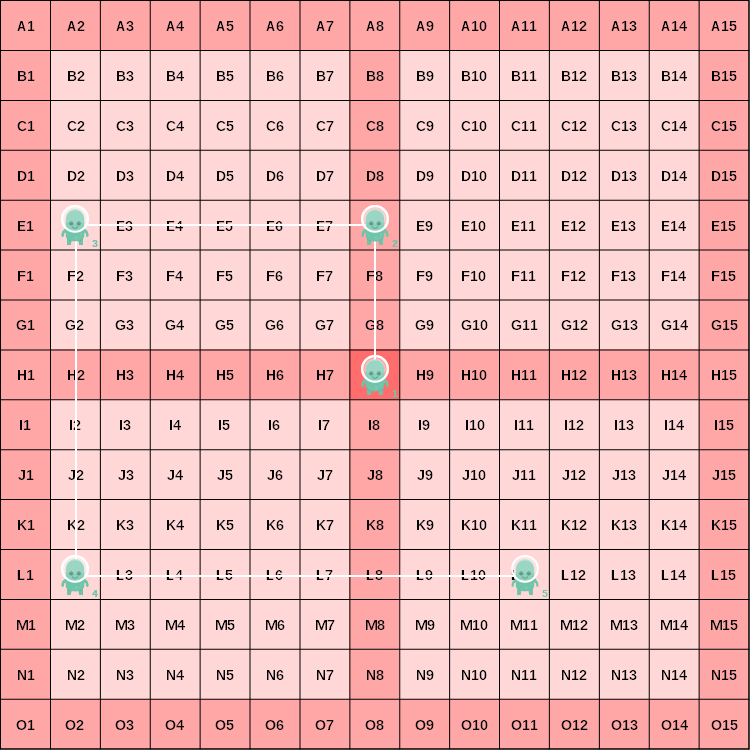 A1 A2 A3 A4 A5 A6 A7 A8 A9 A10 A11 A12 A13 A14 A15
B1 B2 B3 B4 B5 B6 B7 B8 B9 B10 B11 B12 B13 B14 B15
C1 C2 C3 C4 C5 C6 C7 C8 C9 C10 C11 C12 C13 C14 C15
D1 D2 D3 D4 D5 D6 D7 D8 D9 D10 D11 D12 D13 D14 D15
E1 3 E3 E4 E5 E6 E7 2 E9 E10 E11 E12 E13 E14 E15
F1 F2 F3 F4 F5 F6 F7 F8 F9 F10 F11 F12 F13 F14 F15
G1 G2 G3 G4 G5 G6 G7 G8 G9 G10 G11 G12 G13 G14 G15
H1 H2 H3 H4 H5 H6 H7 1 H9 H10 H11 H12 H13 H14 H15
I1 I2 I3 I4 I5 I6 I7 I8 I9 I10 I11 I12 I13 I14 I15
J1 J2 J3 J4 J5 J6 J7 J8 J9 J10 J11 J12 J13 J14 J15
K1 K2 K3 K4 K5 K6 K7 K8 K9 K10 K11 K12 K13 K14 K15
L1 4 L3 L4 L5 L6 L7 L8 L9 L10 5 L12 L13 L14 L15
M1 M2 M3 M4 M5 M6 M7 M8 M9 M10 M11 M12 M13 M14 M15
N1 N2 N3 N4 N5 N6 N7 N8 N9 N10 N11 N12 N13 N14 N15
O1 O2 O3 O4 O5 O6 O7 O8 O9 O10 O11 O12 O13 O14 O15